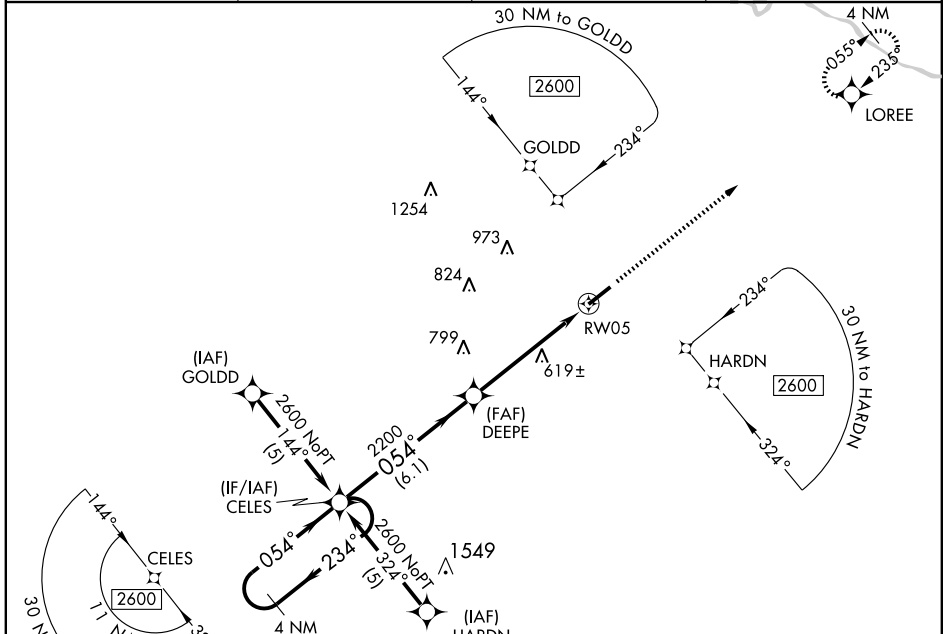 30 NM to GOLDD
4 NM
055°
235°
LOREE
144°
2600
234°
GOLDD
1254
973
824
234°
30 NM to HARDN
RW05
799
619±
HARDN
2600
(IAF)
GOLDD
(FAF)
DEEPE
2600 NoPT
144°
(5)
2200
054°
(6.1)
324°
(IF/IAF)
CELES
144°
054°
234°
2600 NoPT
324°
(5)
1549
CELES
2600
4 NM
(IAF)
HARDN